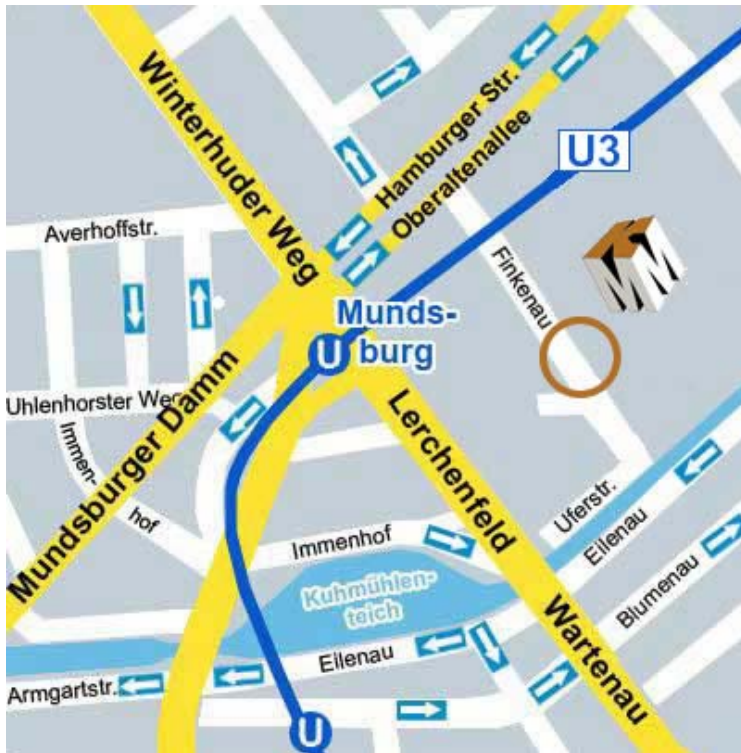 Winterhuder Weg
Hamburger Str.
Oberaltenallee
U3
Averhoffstr.
Finkenau
MM
Munds-
burg
U
Uhlenhorster Weg
Immen-
hof
Mundsburger Damm
Lerchenfeld
Uferstr.
Immenhof
Eilenau
Kuhmühlen-
teich
Blumenau
Wartenau
Eilenau
Armgartstr.
U